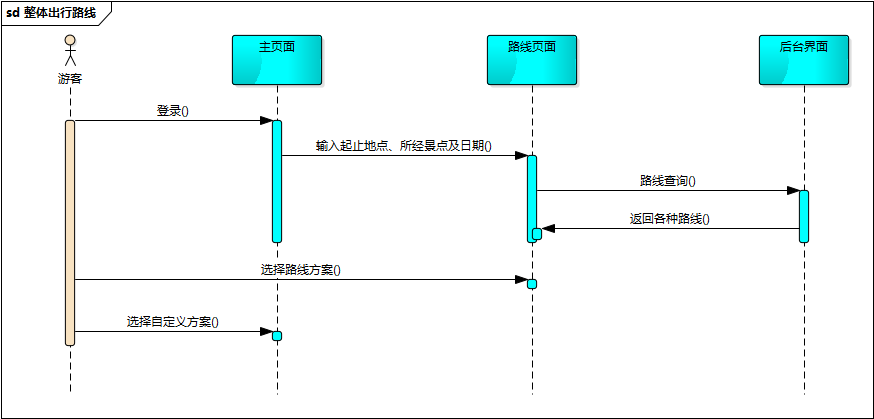 sd 整体出行路线
主页面
路线页面
后台界面
游客
登录()
输入起止地点、所经景点及日期()
路线查询()
返回各种路线()
选择路线方案()
选择自定义方案()